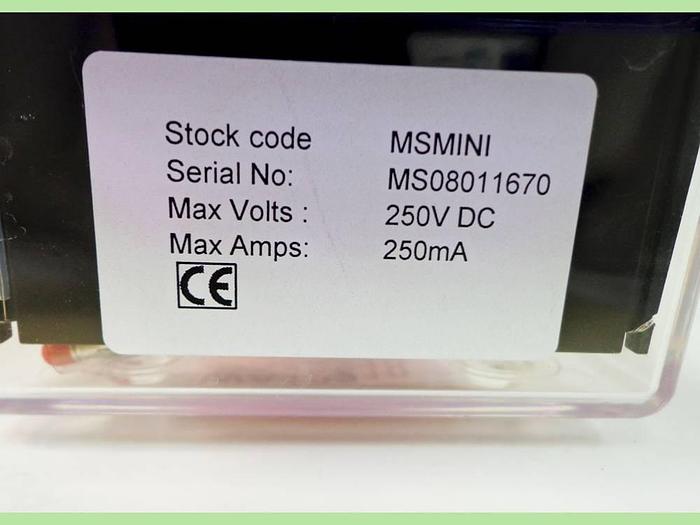 Stock code MSMINI
Serial No: MS08011670
Max Volts : 250V DC
Max Amps: 250mA
CE